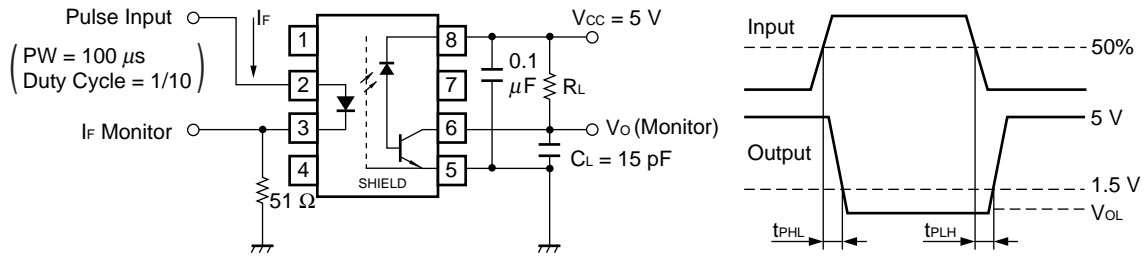 Pulse Input
IF
(PW = 100 μs
Duty Cycle = 1/10)
IF Monitor
51 Ω
1
2
3
4
SHIELD
8
7
6
5
VCC = 5 V
0.1
μF
RL
VO (Monitor)
CL = 15 pF
Input
50%
5 V
Output
1.5 V
VOL
tPHL
tPLH